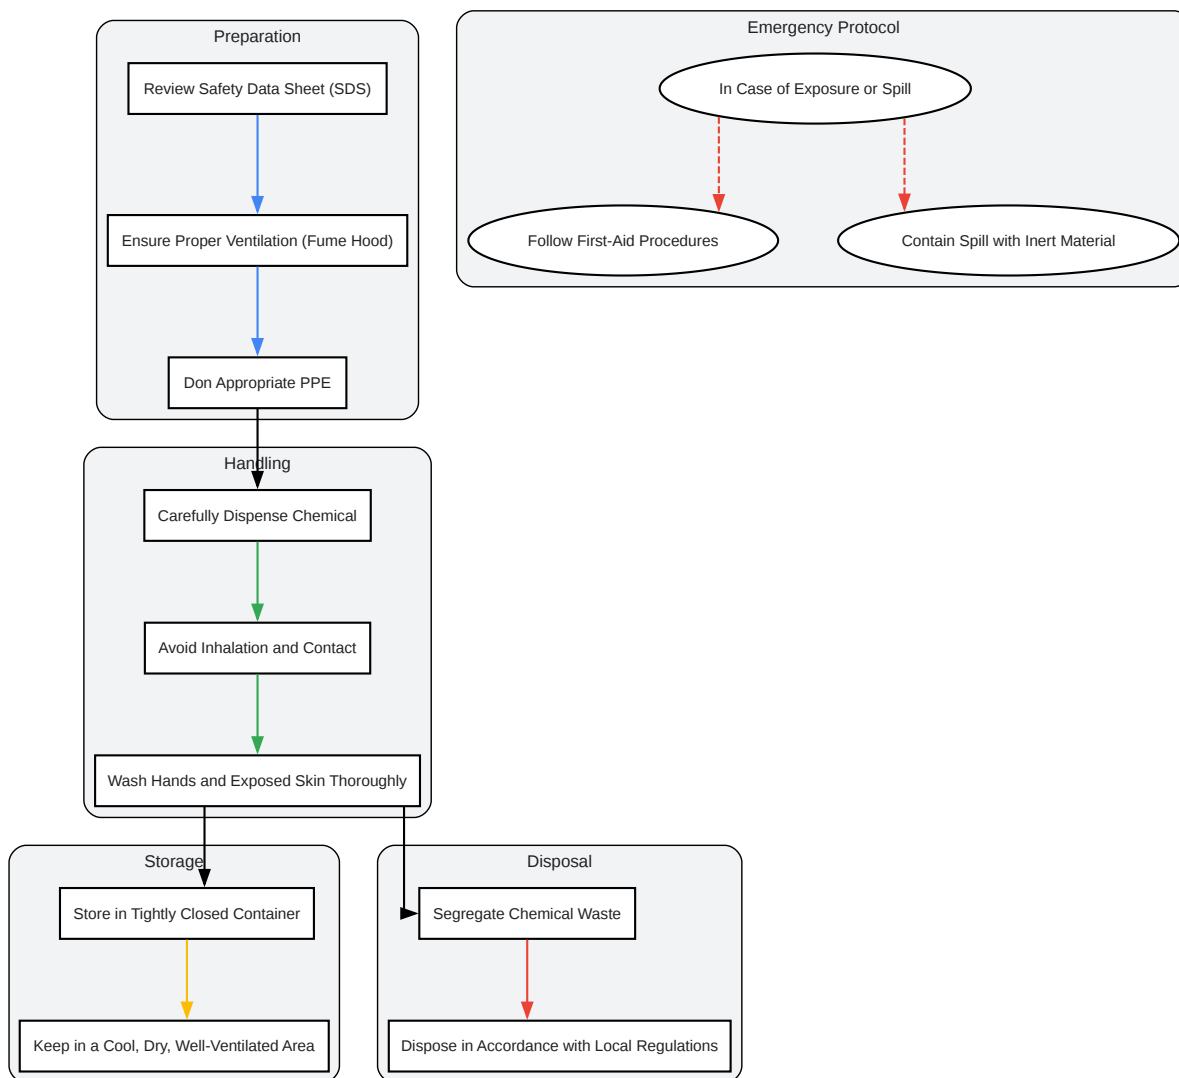 Preparation
Review Safety Data Sheet (SDS)
Ensure Proper Ventilation (Fume Hood)
Don Appropriate PPE
Emergency Protocol
In Case of Exposure or Spill
Follow First-Aid Procedures
Contain Spill with Inert Material
Handling
Carefully Dispense Chemical
Avoid Inhalation and Contact
Wash Hands and Exposed Skin Thoroughly
Storage
Store in Tightly Closed Container
Keep in a Cool, Dry, Well-Ventilated Area
Disposal
Segregate Chemical Waste
Dispose in Accordance with Local Regulations